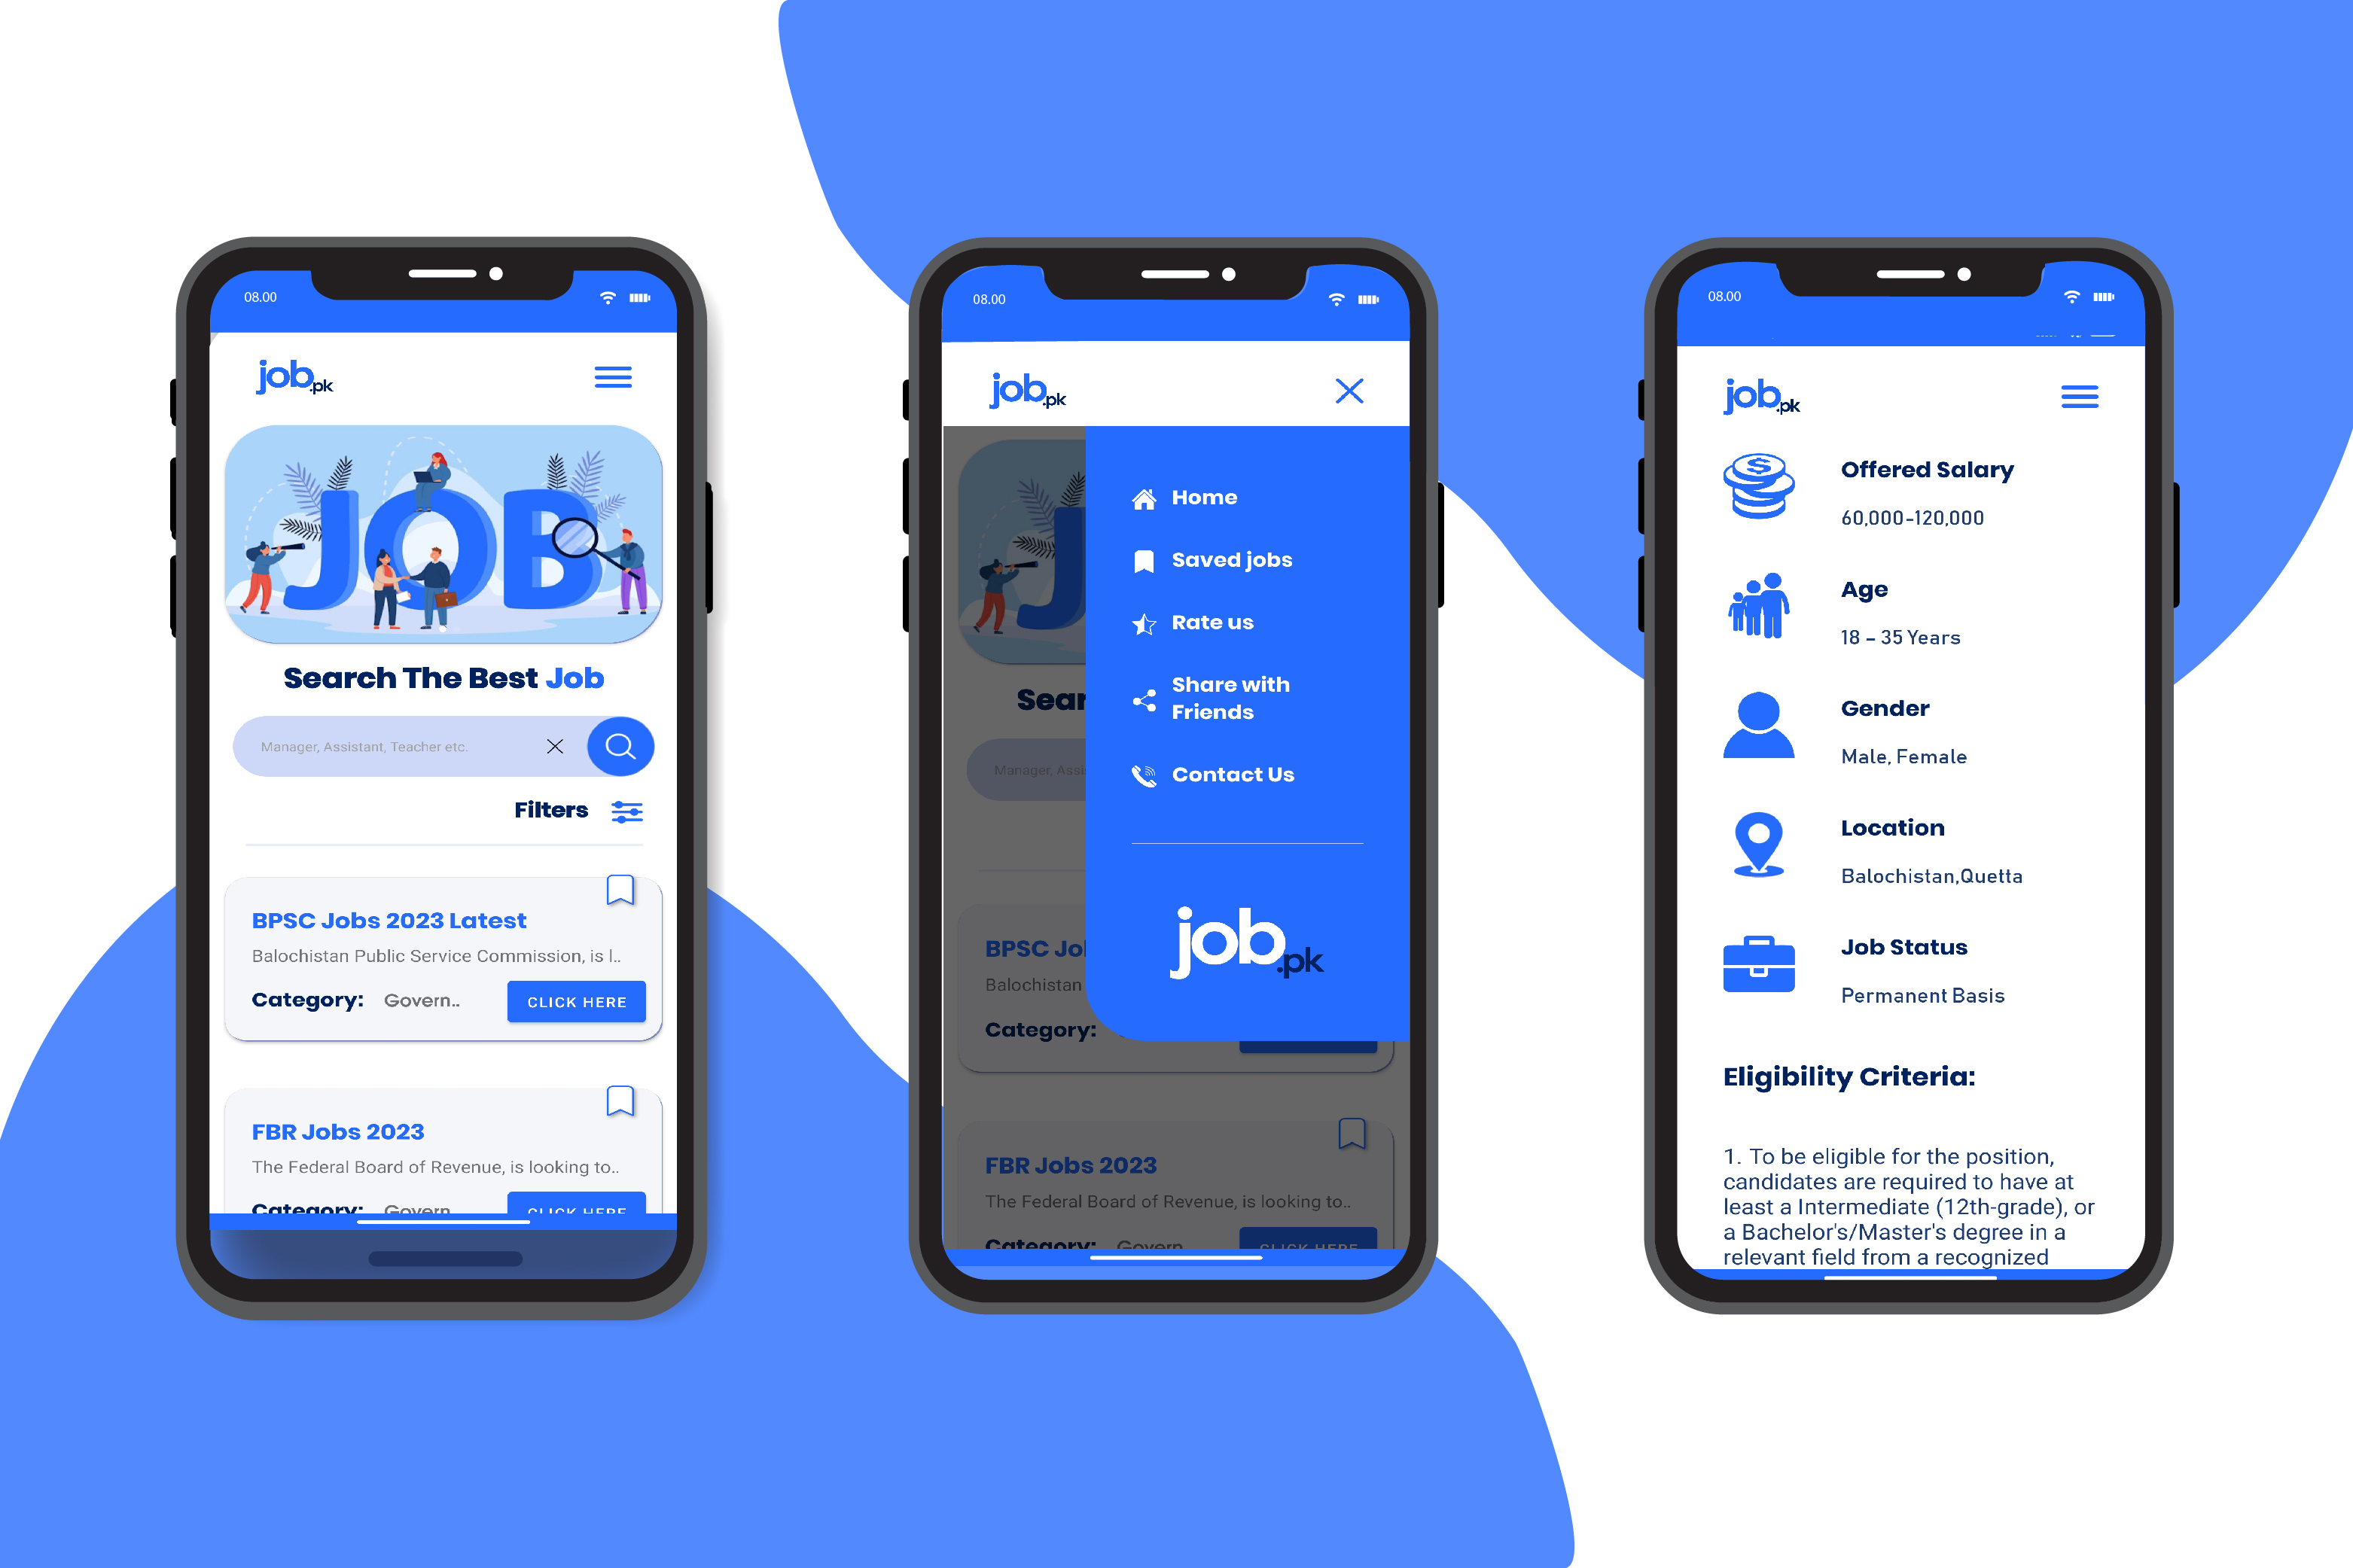 08.00
job.pk
JOB
Search The Best Job
Manager, Assistant, Teacher etc.
Filters
BPSC Jobs 2023 Latest
Balochistan Public Service Commission, is l..
Category: Govern..
CLICK HERE
FBR Jobs 2023
The Federal Board of Revenue, is looking to..
Category: Govern
CLICK HERE
08.00
job.pk
Home
Saved jobs
Rate us
Share with
Friends
Contact Us
job.pk
J
Sear
Manager, Assi
BPSC Jo
Balochistan
Category:
FBR Jobs 2023
The Federal Board of Revenue, is looking to..
Category: Govern
CLICK HERE
08.00
job.pk
Offered Salary
60,000-120,000
Age
18 – 35 Years
Gender
Male, Female
Location
Balochistan,Quetta
Job Status
Permanent Basis
Eligibility Criteria:
1. To be eligible for the position,
candidates are required to have at
least a Intermediate (12th-grade), or
a Bachelor's/Master's degree in a
relevant field from a recognized